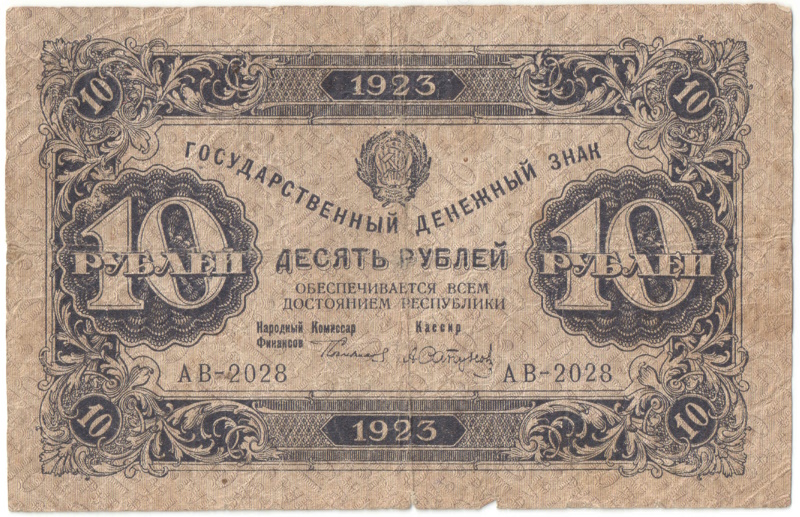 10 1923 10
ГОСУДАРСТВЕННЫЙ ДЕНЕЖНЫЙ ЗНАК
10 РУБЛЕЙ
ДЕСЯТЬ РУБЛЕЙ
10 РУБЛЕЙ
ОБЕСПЕЧИВАЕТСЯ ВСЕМ
ДОСТОЯНИЕМ РЕСПУБЛИКИ
Народный Комиссар
Финансов
Кассир
АВ-2028 АВ-2028
10 1923 10